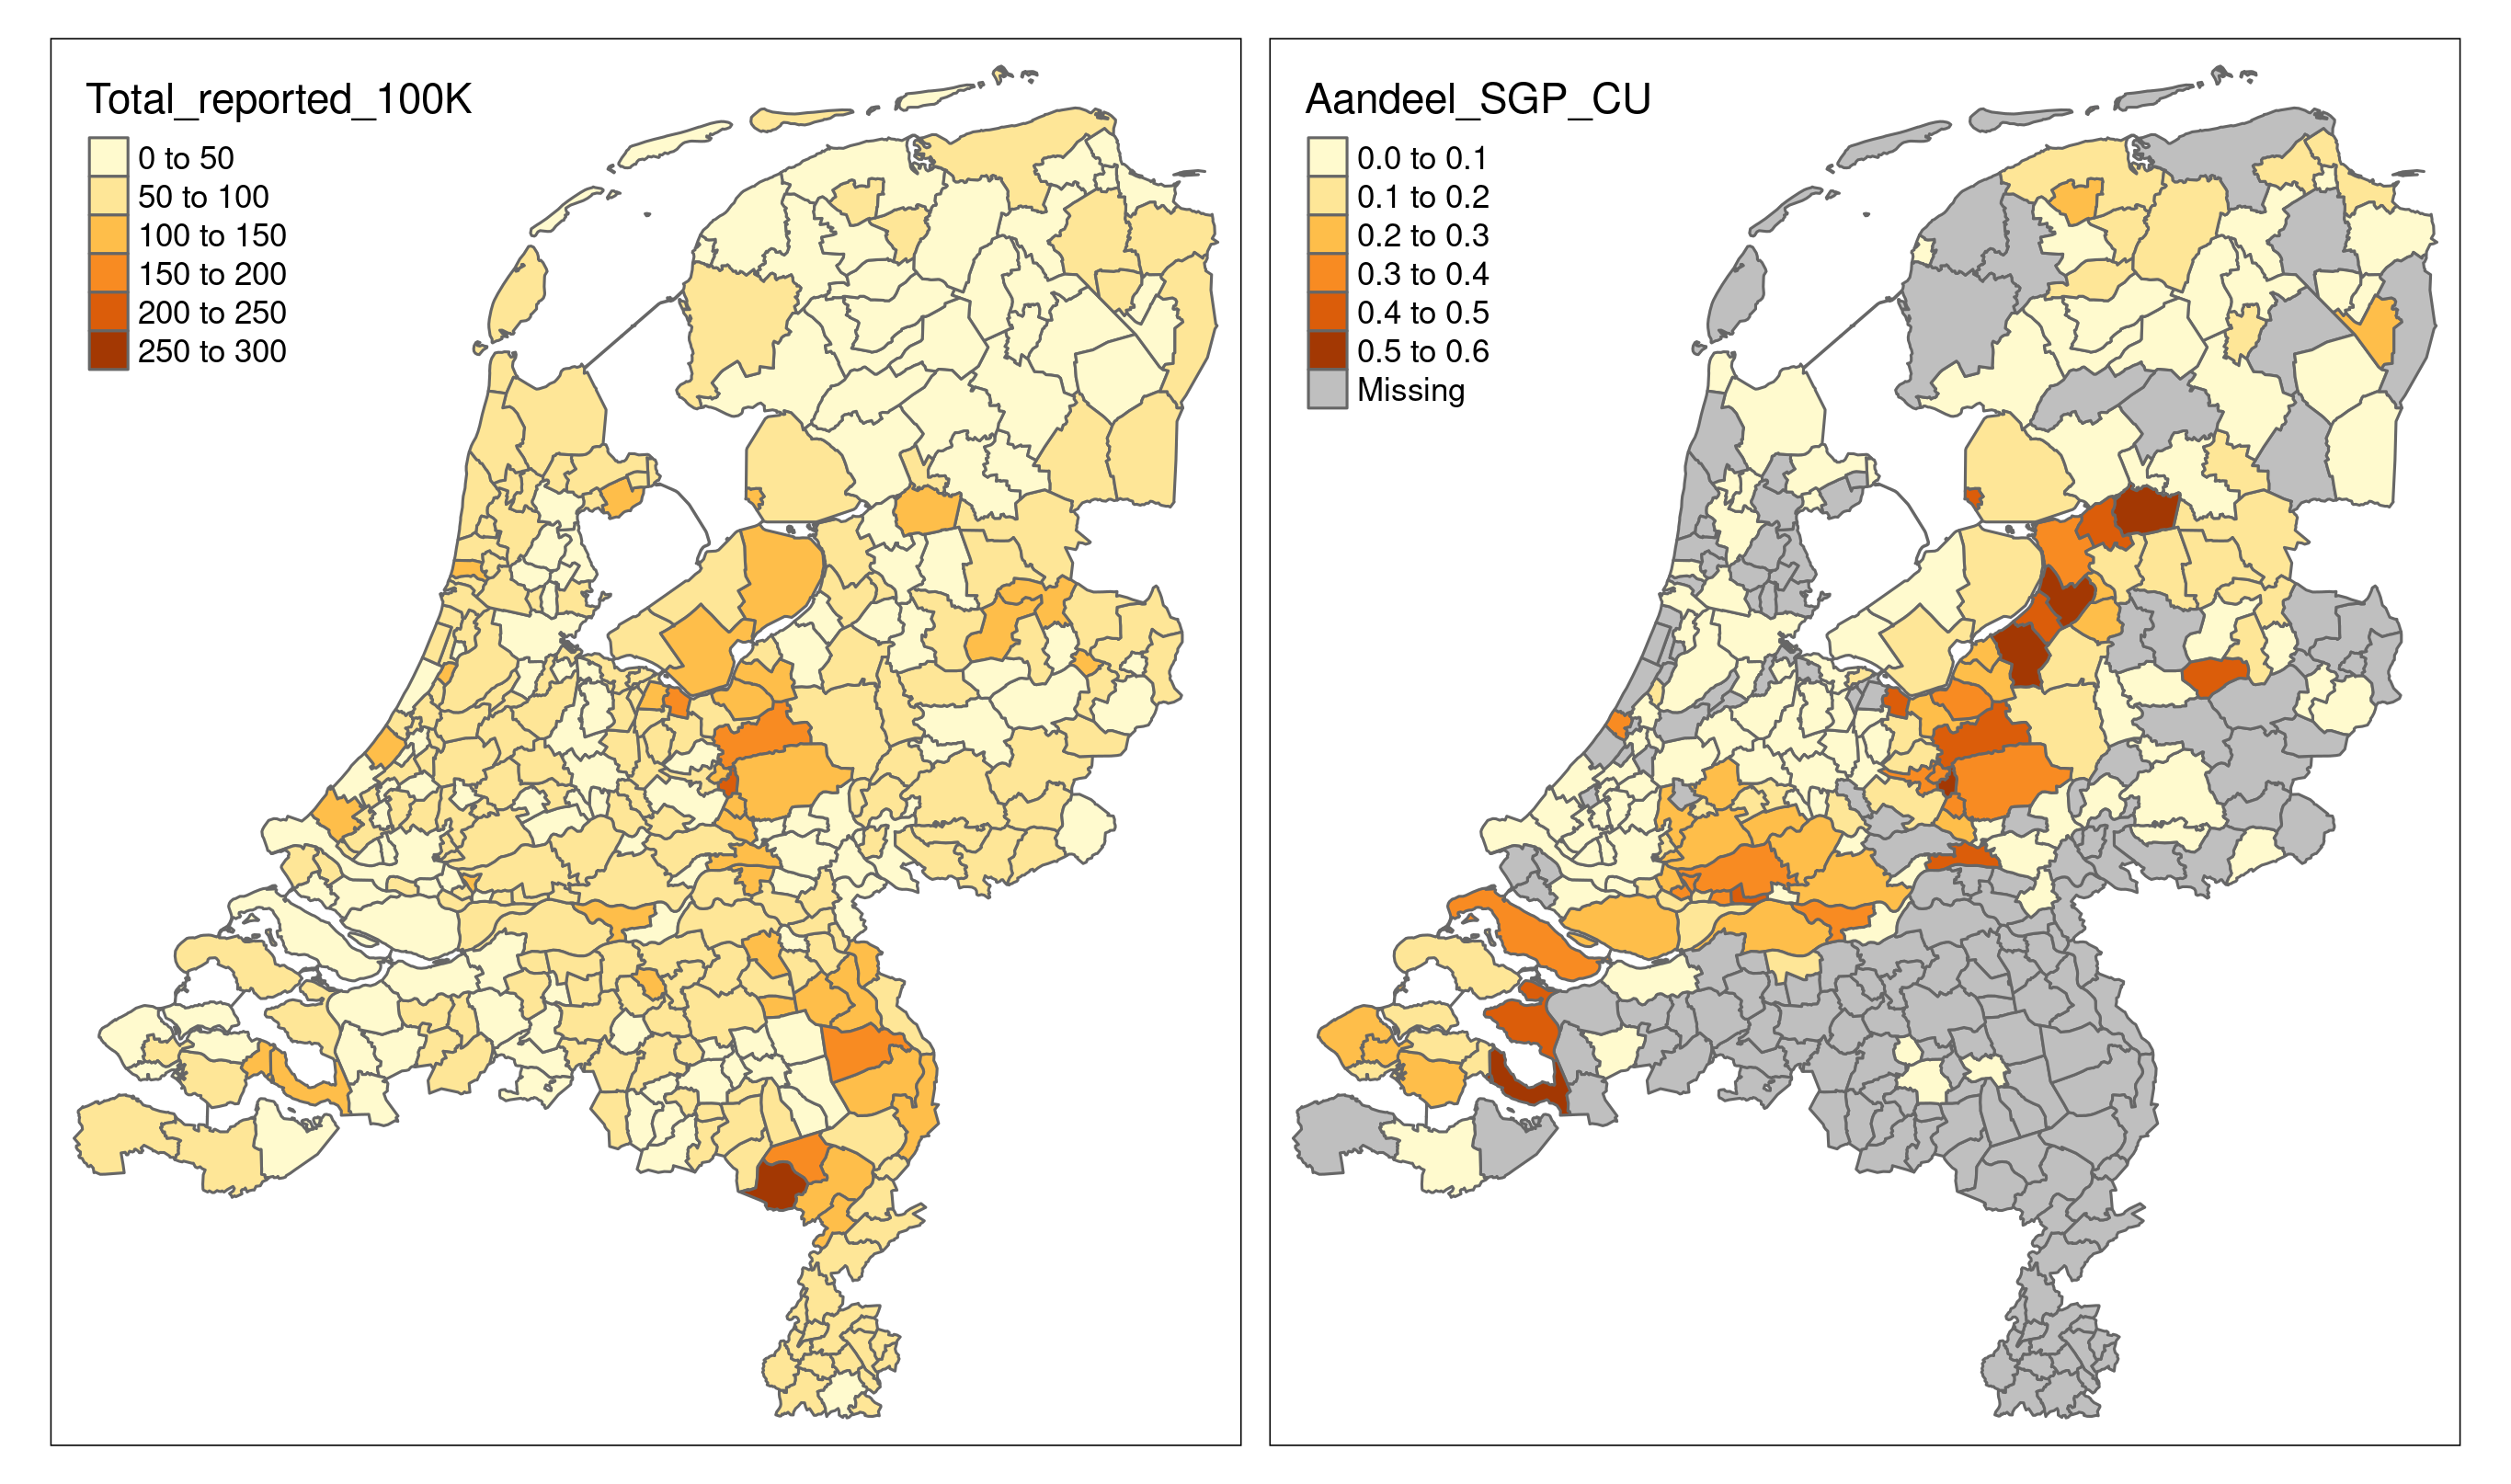 Total_reported_100K
0 to 50
50 to 100
100 to 150
150 to 200
200 to 250
250 to 300
Aandeel_SGP_CU
0.0 to 0.1
0.1 to 0.2
0.2 to 0.3
0.3 to 0.4
0.4 to 0.5
0.5 to 0.6
Missing